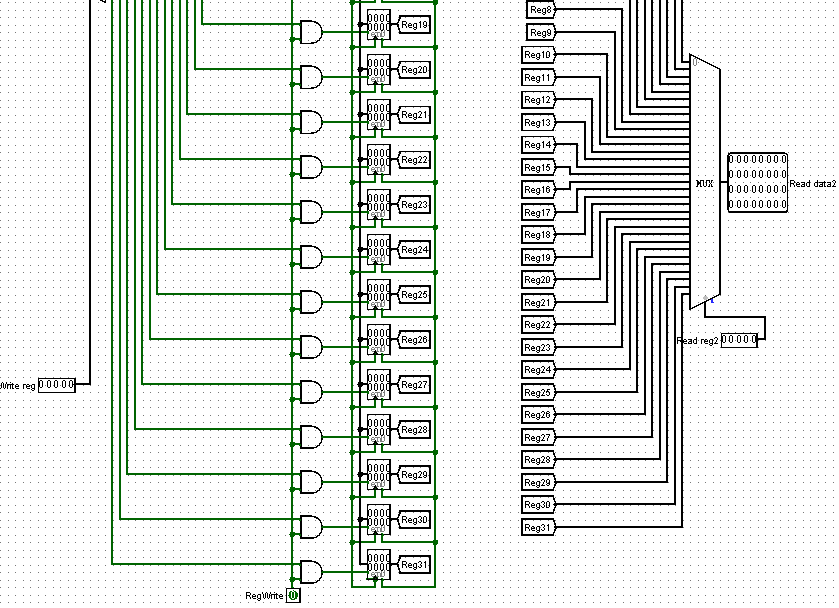 Reg19
Reg20
Reg21
Reg22
Reg23
Reg24
Reg25
Reg26
Reg27
Reg28
Reg29
Reg30
Reg31
Write reg 00000
RegWrite 0
Reg8
Reg9
Reg10
Reg11
Reg12
Reg13
Reg14
Reg15
Reg16
Reg17
Reg18
Reg19
Reg20
Reg21
Reg22
Reg23
Reg24
Reg25
Reg26
Reg27
Reg28
Reg29
Reg30
Reg31
0
MUX
00000000
00000000
00000000
00000000
Read data2
Read reg2 00000